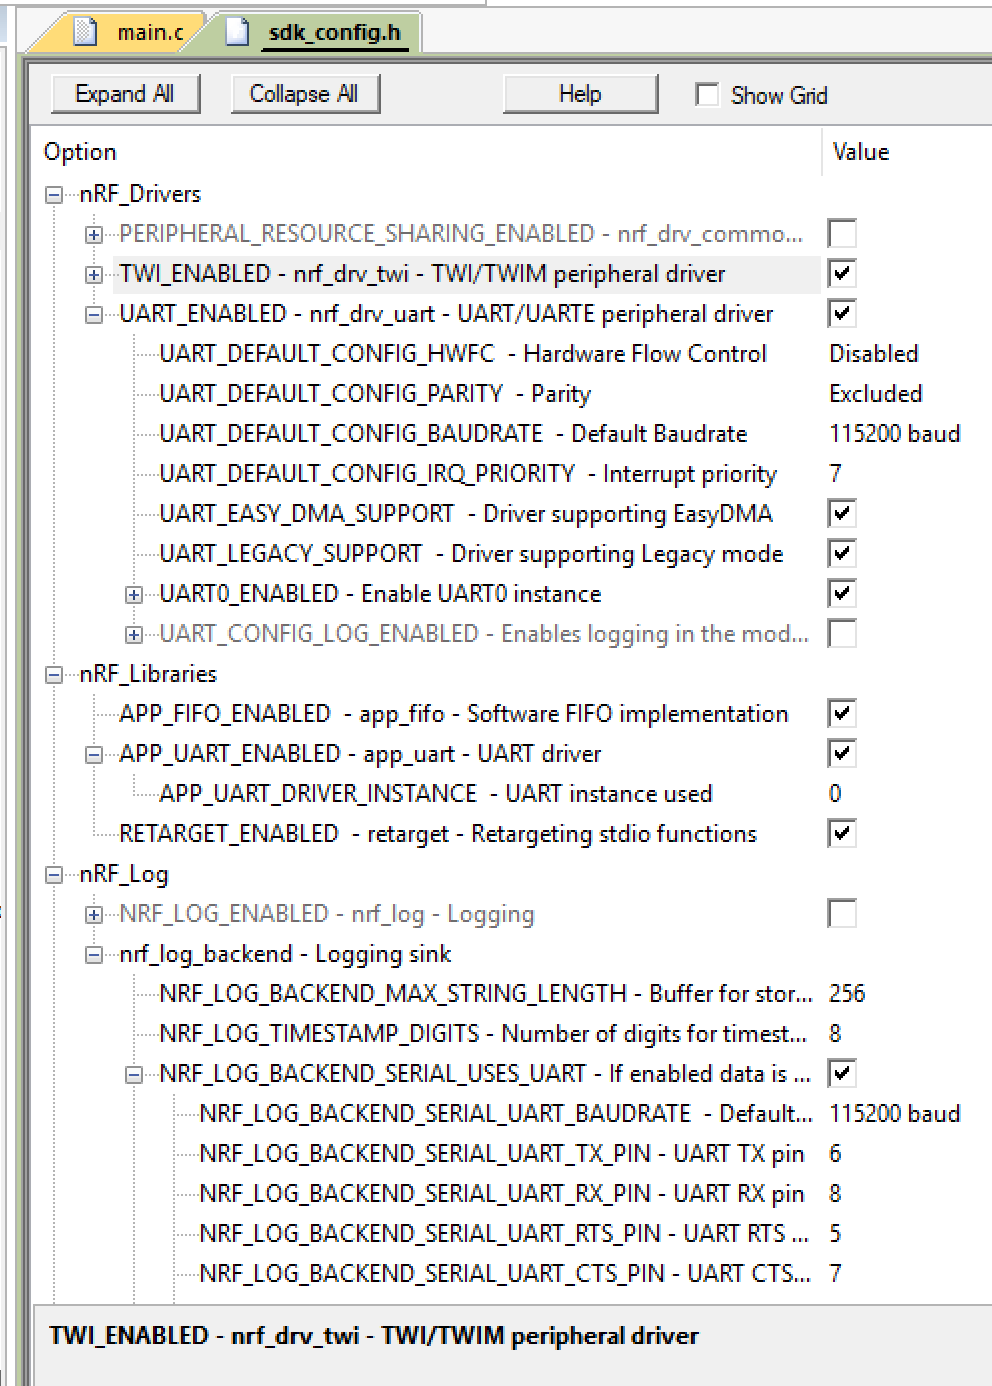 main.c sdk_config.h
Expand All Collapse All Help Show Grid
Option Value
nRF_Drivers
PERIPHERAL_RESOURCE_SHARING_ENABLED - nrf_drv_commo...
TWI_ENABLED - nrf_drv_twi - TWI/TWIM peripheral driver
UART_ENABLED - nrf_drv_uart - UART/UARTE peripheral driver
UART_DEFAULT_CONFIG_HWFC - Hardware Flow Control Disabled
UART_DEFAULT_CONFIG_PARITY - Parity Excluded
UART_DEFAULT_CONFIG_BAUDRATE - Default Baudrate 115200 baud
UART_DEFAULT_CONFIG_IRQ_PRIORITY - Interrupt priority 7
UART_EASY_DMA_SUPPORT - Driver supporting EasyDMA
UART_LEGACY_SUPPORT - Driver supporting Legacy mode
UART0_ENABLED - Enable UART0 instance
UART_CONFIG_LOG_ENABLED - Enables logging in the mod...
nRF_Libraries
APP_FIFO_ENABLED - app_fifo - Software FIFO implementation
APP_UART_ENABLED - app_uart - UART driver
APP_UART_DRIVER_INSTANCE - UART instance used 0
RETARGET_ENABLED - retarget - Retargeting stdio functions
nRF_Log
NRF_LOG_ENABLED - nrf_log - Logging
nrf_log_backend - Logging sink
NRF_LOG_BACKEND_MAX_STRING_LENGTH - Buffer for stor... 256
NRF_LOG_TIMESTAMP_DIGITS - Number of digits for timest... 8
NRF_LOG_BACKEND_SERIAL_USES_UART - If enabled data is ...
NRF_LOG_BACKEND_SERIAL_UART_BAUDRATE - Default... 115200 baud
NRF_LOG_BACKEND_SERIAL_UART_TX_PIN - UART TX pin 6
NRF_LOG_BACKEND_SERIAL_UART_RX_PIN - UART RX pin 8
NRF_LOG_BACKEND_SERIAL_UART_RTS_PIN - UART RTS ... 5
NRF_LOG_BACKEND_SERIAL_UART_CTS_PIN - UART CTS... 7
TWI_ENABLED - nrf_drv_twi - TWI/TWIM peripheral driver